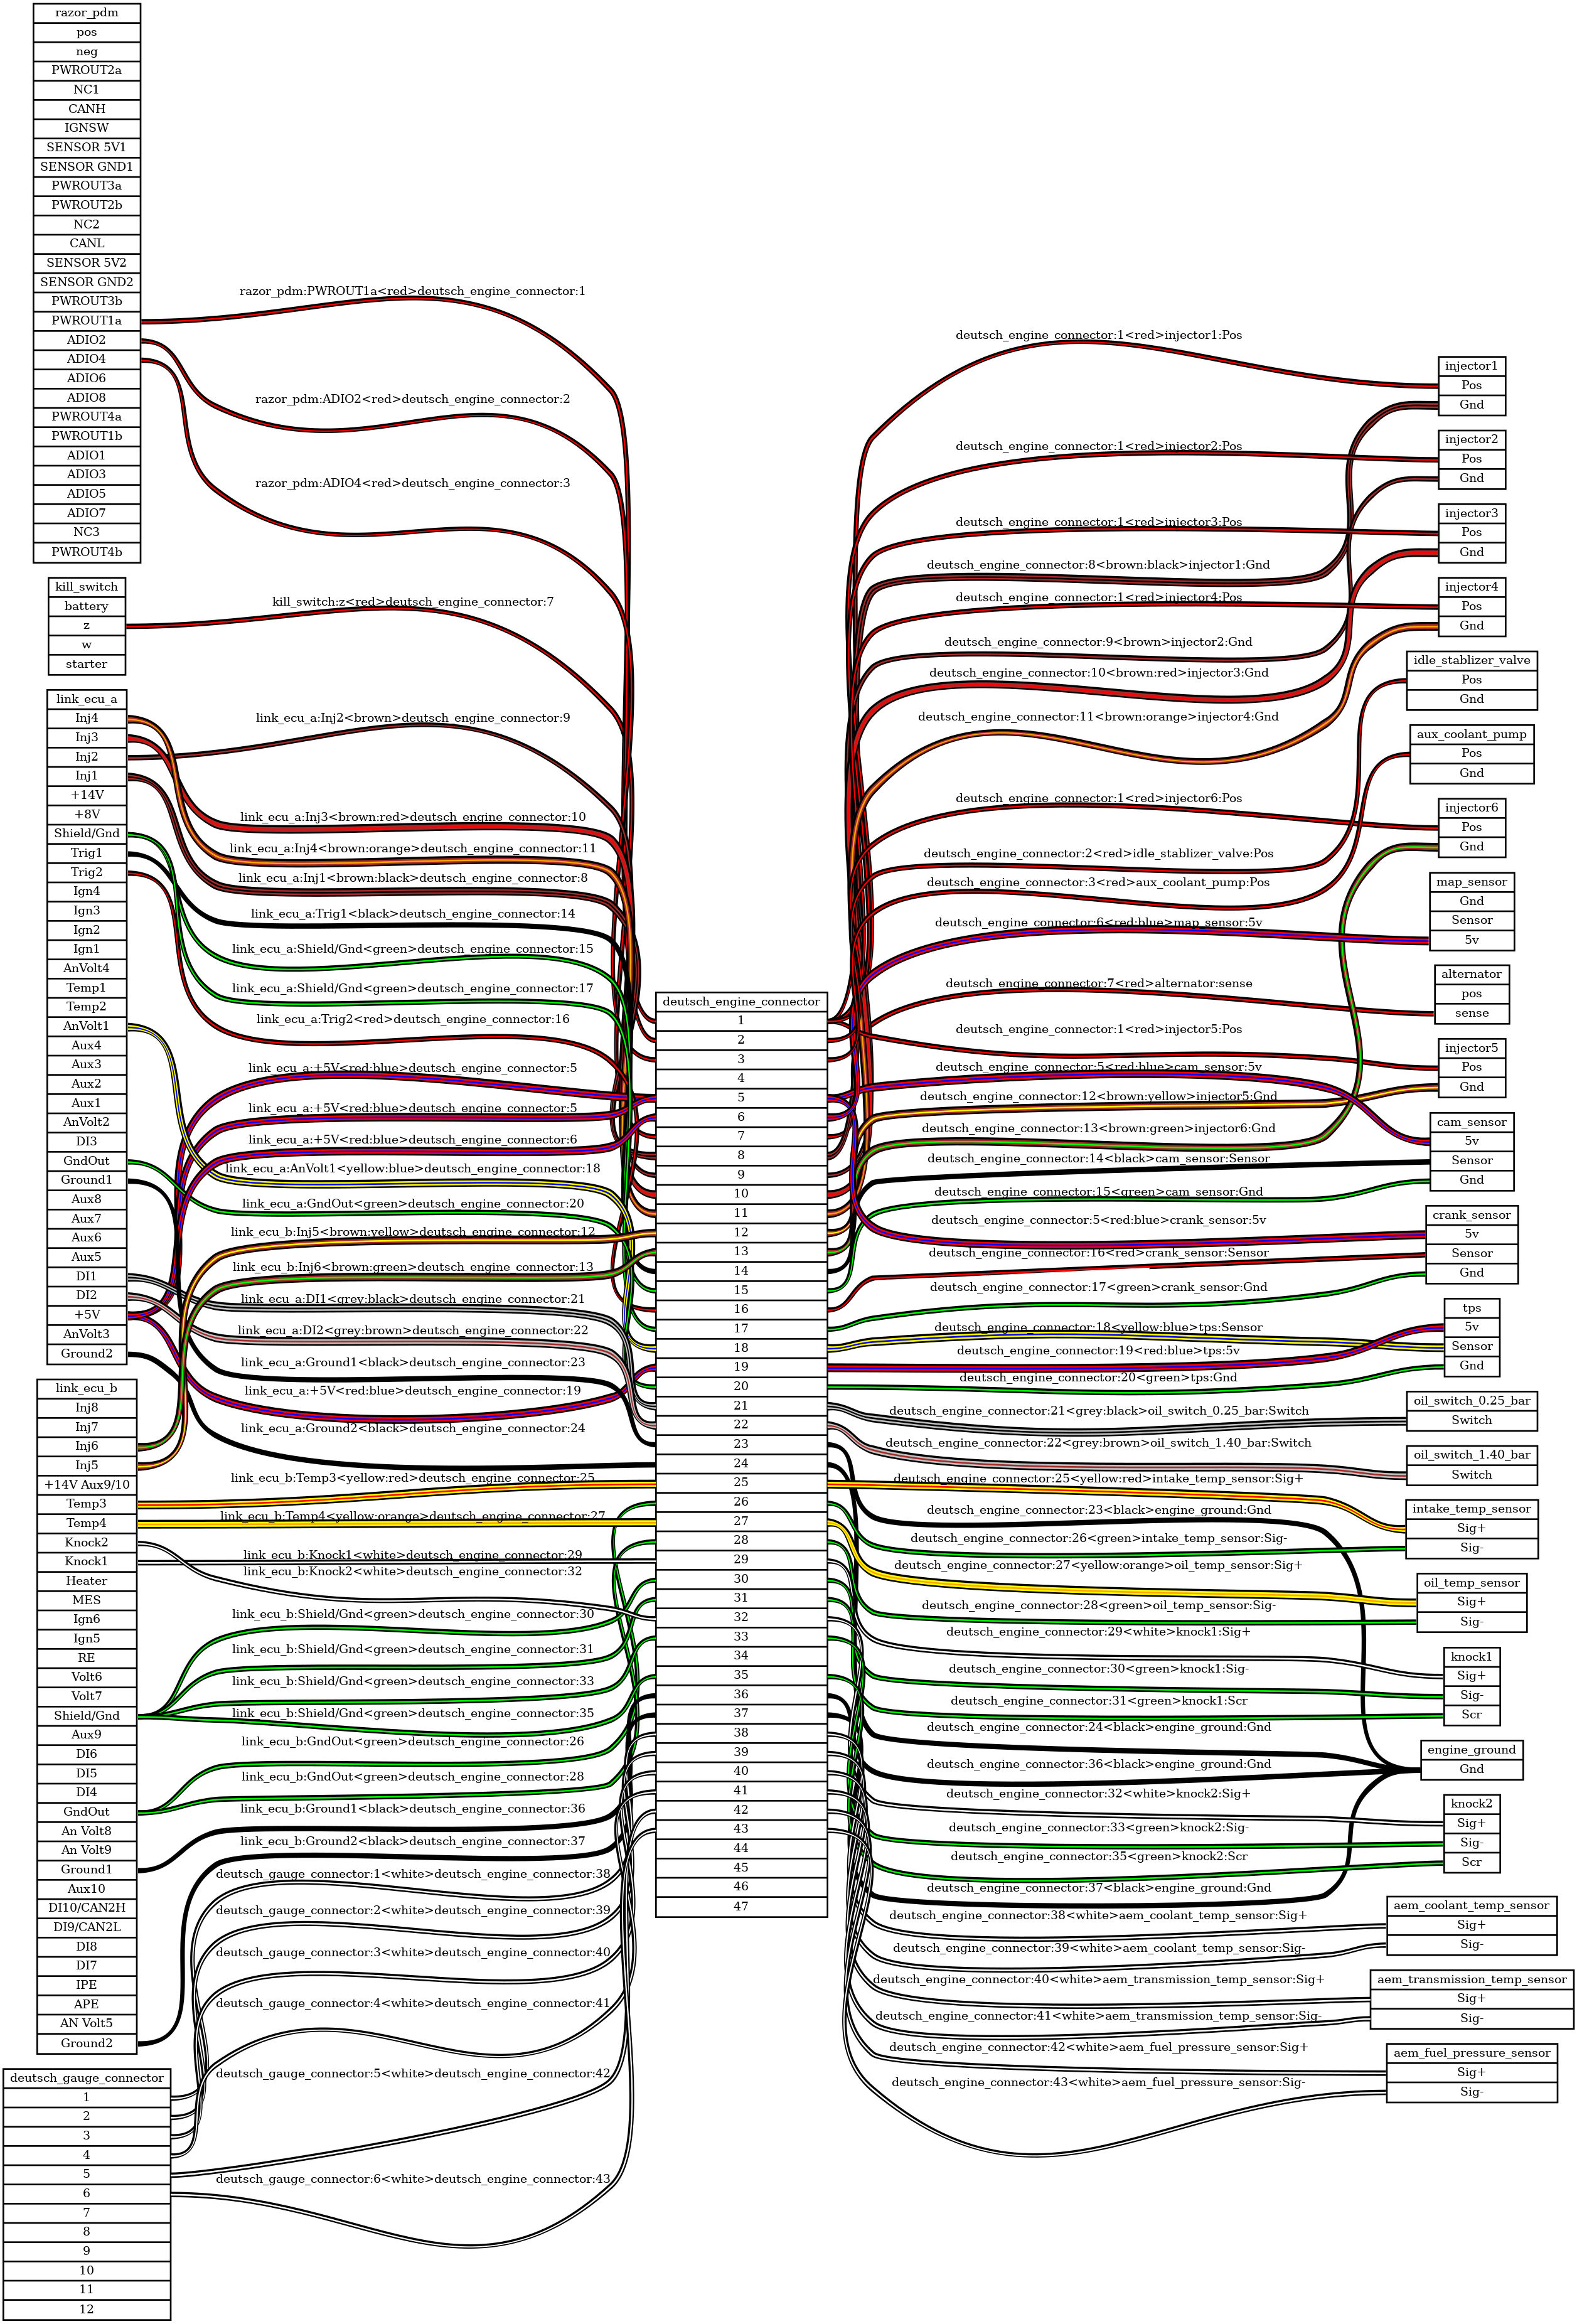 razor_pdm
pos
neg
PWROUT2a
NC1
CANH
IGNSW
SENSOR 5V1
SENSOR GND1
PWROUT3a
PWROUT2b
NC2
CANL
SENSOR 5V2
SENSOR GND2
PWROUT3b
PWROUT1a
ADIO2
ADIO4
ADIO6
ADIO8
PWROUT4a
PWROUT1b
ADIO1
ADIO3
ADIO5
ADIO7
NC3
PWROUT4b
kill_switch
battery
z
w
starter
link_ecu_a
Inj4
Inj3
Inj2
Inj1
+14V
+8V
Shield/Gnd
Trig1
Trig2
Ign4
Ign3
Ign2
Ign1
AnVolt4
Temp1
Temp2
AnVolt1
Aux4
Aux3
Aux2
Aux1
AnVolt2
DI3
GndOut
Ground1
Aux8
Aux7
Aux6
Aux5
DI1
DI2
+5V
AnVolt3
Ground2
link_ecu_b
Inj8
Inj7
Inj6
Inj5
+14V Aux9/10
Temp3
Temp4
Knock2
Knock1
Heater
MES
Ign6
Ign5
RE
Volt6
Volt7
Shield/Gnd
Aux9
DI6
DI5
DI4
GndOut
An Volt8
An Volt9
Ground1
Aux10
DI10/CAN2H
DI9/CAN2L
DI8
DI7
IPE
APE
AN Volt5
Ground2
deutsch_gauge_connector
1
2
3
4
5
6
7
8
9
10
11
12
razor_pdm:PWROUT1a<red>deutsch_engine_connector:1
razor_pdm:ADIO2<red>deutsch_engine_connector:2
razor_pdm:ADIO4<red>deutsch_engine_connector:3
kill_switch:z<red>deutsch_engine_connector:7
link_ecu_a:Inj2<brown>deutsch_engine_connector:9
link_ecu_a:Inj3<brown:red>deutsch_engine_connector:10
link_ecu_a:Inj4<brown:orange>deutsch_engine_connector:11
link_ecu_a:Inj1<brown:black>deutsch_engine_connector:8
link_ecu_a:Trig1<black>deutsch_engine_connector:14
link_ecu_a:Shield/Gnd<green>deutsch_engine_connector:15
link_ecu_a:Shield/Gnd<green>deutsch_engine_connector:17
link_ecu_a:Trig2<red>deutsch_engine_connector:16
link_ecu_a:+5V<red:blue>deutsch_engine_connector:5
link_ecu_a:+5V<red:blue>deutsch_engine_connector:5
link_ecu_a:+5V<red:blue>deutsch_engine_connector:6
link_ecu_a:AnVolt1<yellow:blue>deutsch_engine_connector:18
link_ecu_a:GndOut<green>deutsch_engine_connector:20
link_ecu_b:Inj5<brown:yellow>deutsch_engine_connector:12
link_ecu_b:Inj6<brown:green>deutsch_engine_connector:13
link_ecu_a:DI1<grey:black>deutsch_engine_connector:21
link_ecu_a:DI2<grey:brown>deutsch_engine_connector:22
link_ecu_a:Ground1<black>deutsch_engine_connector:23
link_ecu_a:+5V<red:blue>deutsch_engine_connector:19
link_ecu_a:Ground2<black>deutsch_engine_connector:24
link_ecu_b:Temp3<yellow:red>deutsch_engine_connector:25
link_ecu_b:Temp4<yellow:orange>deutsch_engine_connector:27
link_ecu_b:Knock1<white>deutsch_engine_connector:29
link_ecu_b:Knock2<white>deutsch_engine_connector:32
link_ecu_b:Shield/Gnd<green>deutsch_engine_connector:30
link_ecu_b:Shield/Gnd<green>deutsch_engine_connector:31
link_ecu_b:Shield/Gnd<green>deutsch_engine_connector:33
link_ecu_b:Shield/Gnd<green>deutsch_engine_connector:35
link_ecu_b:GndOut<green>deutsch_engine_connector:26
link_ecu_b:GndOut<green>deutsch_engine_connector:28
link_ecu_b:Ground1<black>deutsch_engine_connector:36
link_ecu_b:Ground2<black>deutsch_engine_connector:37
deutsch_gauge_connector:1<white>deutsch_engine_connector:38
deutsch_gauge_connector:2<white>deutsch_engine_connector:39
deutsch_gauge_connector:3<white>deutsch_engine_connector:40
deutsch_gauge_connector:4<white>deutsch_engine_connector:41
deutsch_gauge_connector:5<white>deutsch_engine_connector:42
deutsch_gauge_connector:6<white>deutsch_engine_connector:43
deutsch_engine_connector
1
2
3
4
5
6
7
8
9
10
11
12
13
14
15
16
17
18
19
20
21
22
23
24
25
26
27
28
29
30
31
32
33
34
35
36
37
38
39
40
41
42
43
44
45
46
47
deutsch_engine_connector:1<red>injector1:Pos
deutsch_engine_connector:1<red>injector2:Pos
deutsch_engine_connector:1<red>injector3:Pos
deutsch_engine_connector:8<brown:black>injector1:Gnd
deutsch_engine_connector:1<red>injector4:Pos
deutsch_engine_connector:9<brown>injector2:Gnd
deutsch_engine_connector:10<brown:red>injector3:Gnd
deutsch_engine_connector:11<brown:orange>injector4:Gnd
deutsch_engine_connector:1<red>injector6:Pos
deutsch_engine_connector:2<red>idle_stablizer_valve:Pos
deutsch_engine_connector:3<red>aux_coolant_pump:Pos
deutsch_engine_connector:6<red:blue>map_sensor:5v
deutsch_engine_connector:7<red>alternator:sense
deutsch_engine_connector:1<red>injector5:Pos
deutsch_engine_connector:5<red:blue>cam_sensor:5v
deutsch_engine_connector:12<brown:yellow>injector5:Gnd
deutsch_engine_connector:13<brown:green>injector6:Gnd
deutsch_engine_connector:14<black>cam_sensor:Sensor
deutsch_engine_connector:15<green>cam_sensor:Gnd
deutsch_engine_connector:5<red:blue>crank_sensor:5v
deutsch_engine_connector:16<red>crank_sensor:Sensor
deutsch_engine_connector:17<green>crank_sensor:Gnd
deutsch_engine_connector:18<yellow:blue>tps:Sensor
deutsch_engine_connector:19<red:blue>tps:5v
deutsch_engine_connector:20<green>tps:Gnd
deutsch_engine_connector:21<grey:black>oil_switch_0.25_bar:Switch
deutsch_engine_connector:22<grey:brown>oil_switch_1.40_bar:Switch
deutsch_engine_connector:25<yellow:red>intake_temp_sensor:Sig+
deutsch_engine_connector:23<black>engine_ground:Gnd
deutsch_engine_connector:26<green>intake_temp_sensor:Sig-
deutsch_engine_connector:27<yellow:orange>oil_temp_sensor:Sig+
deutsch_engine_connector:28<green>oil_temp_sensor:Sig-
deutsch_engine_connector:29<white>knock1:Sig+
deutsch_engine_connector:30<green>knock1:Sig-
deutsch_engine_connector:31<green>knock1:Scr
deutsch_engine_connector:24<black>engine_ground:Gnd
deutsch_engine_connector:36<black>engine_ground:Gnd
deutsch_engine_connector:32<white>knock2:Sig+
deutsch_engine_connector:33<green>knock2:Sig-
deutsch_engine_connector:35<green>knock2:Scr
deutsch_engine_connector:37<black>engine_ground:Gnd
deutsch_engine_connector:38<white>aem_coolant_temp_sensor:Sig+
deutsch_engine_connector:39<white>aem_coolant_temp_sensor:Sig-
deutsch_engine_connector:40<white>aem_transmission_temp_sensor:Sig+
deutsch_engine_connector:41<white>aem_transmission_temp_sensor:Sig-
deutsch_engine_connector:42<white>aem_fuel_pressure_sensor:Sig+
deutsch_engine_connector:43<white>aem_fuel_pressure_sensor:Sig-
injector1
Pos
Gnd
injector2
Pos
Gnd
injector3
Pos
Gnd
injector4
Pos
Gnd
idle_stablizer_valve
Pos
Gnd
aux_coolant_pump
Pos
Gnd
injector6
Pos
Gnd
map_sensor
Gnd
Sensor
5v
alternator
pos
sense
injector5
Pos
Gnd
cam_sensor
5v
Sensor
Gnd
crank_sensor
5v
Sensor
Gnd
tps
5v
Sensor
Gnd
oil_switch_0.25_bar
Switch
oil_switch_1.40_bar
Switch
intake_temp_sensor
Sig+
Sig-
oil_temp_sensor
Sig+
Sig-
knock1
Sig+
Sig-
Scr
engine_ground
Gnd
knock2
Sig+
Sig-
Scr
aem_coolant_temp_sensor
Sig+
Sig-
aem_transmission_temp_sensor
Sig+
Sig-
aem_fuel_pressure_sensor
Sig+
Sig-